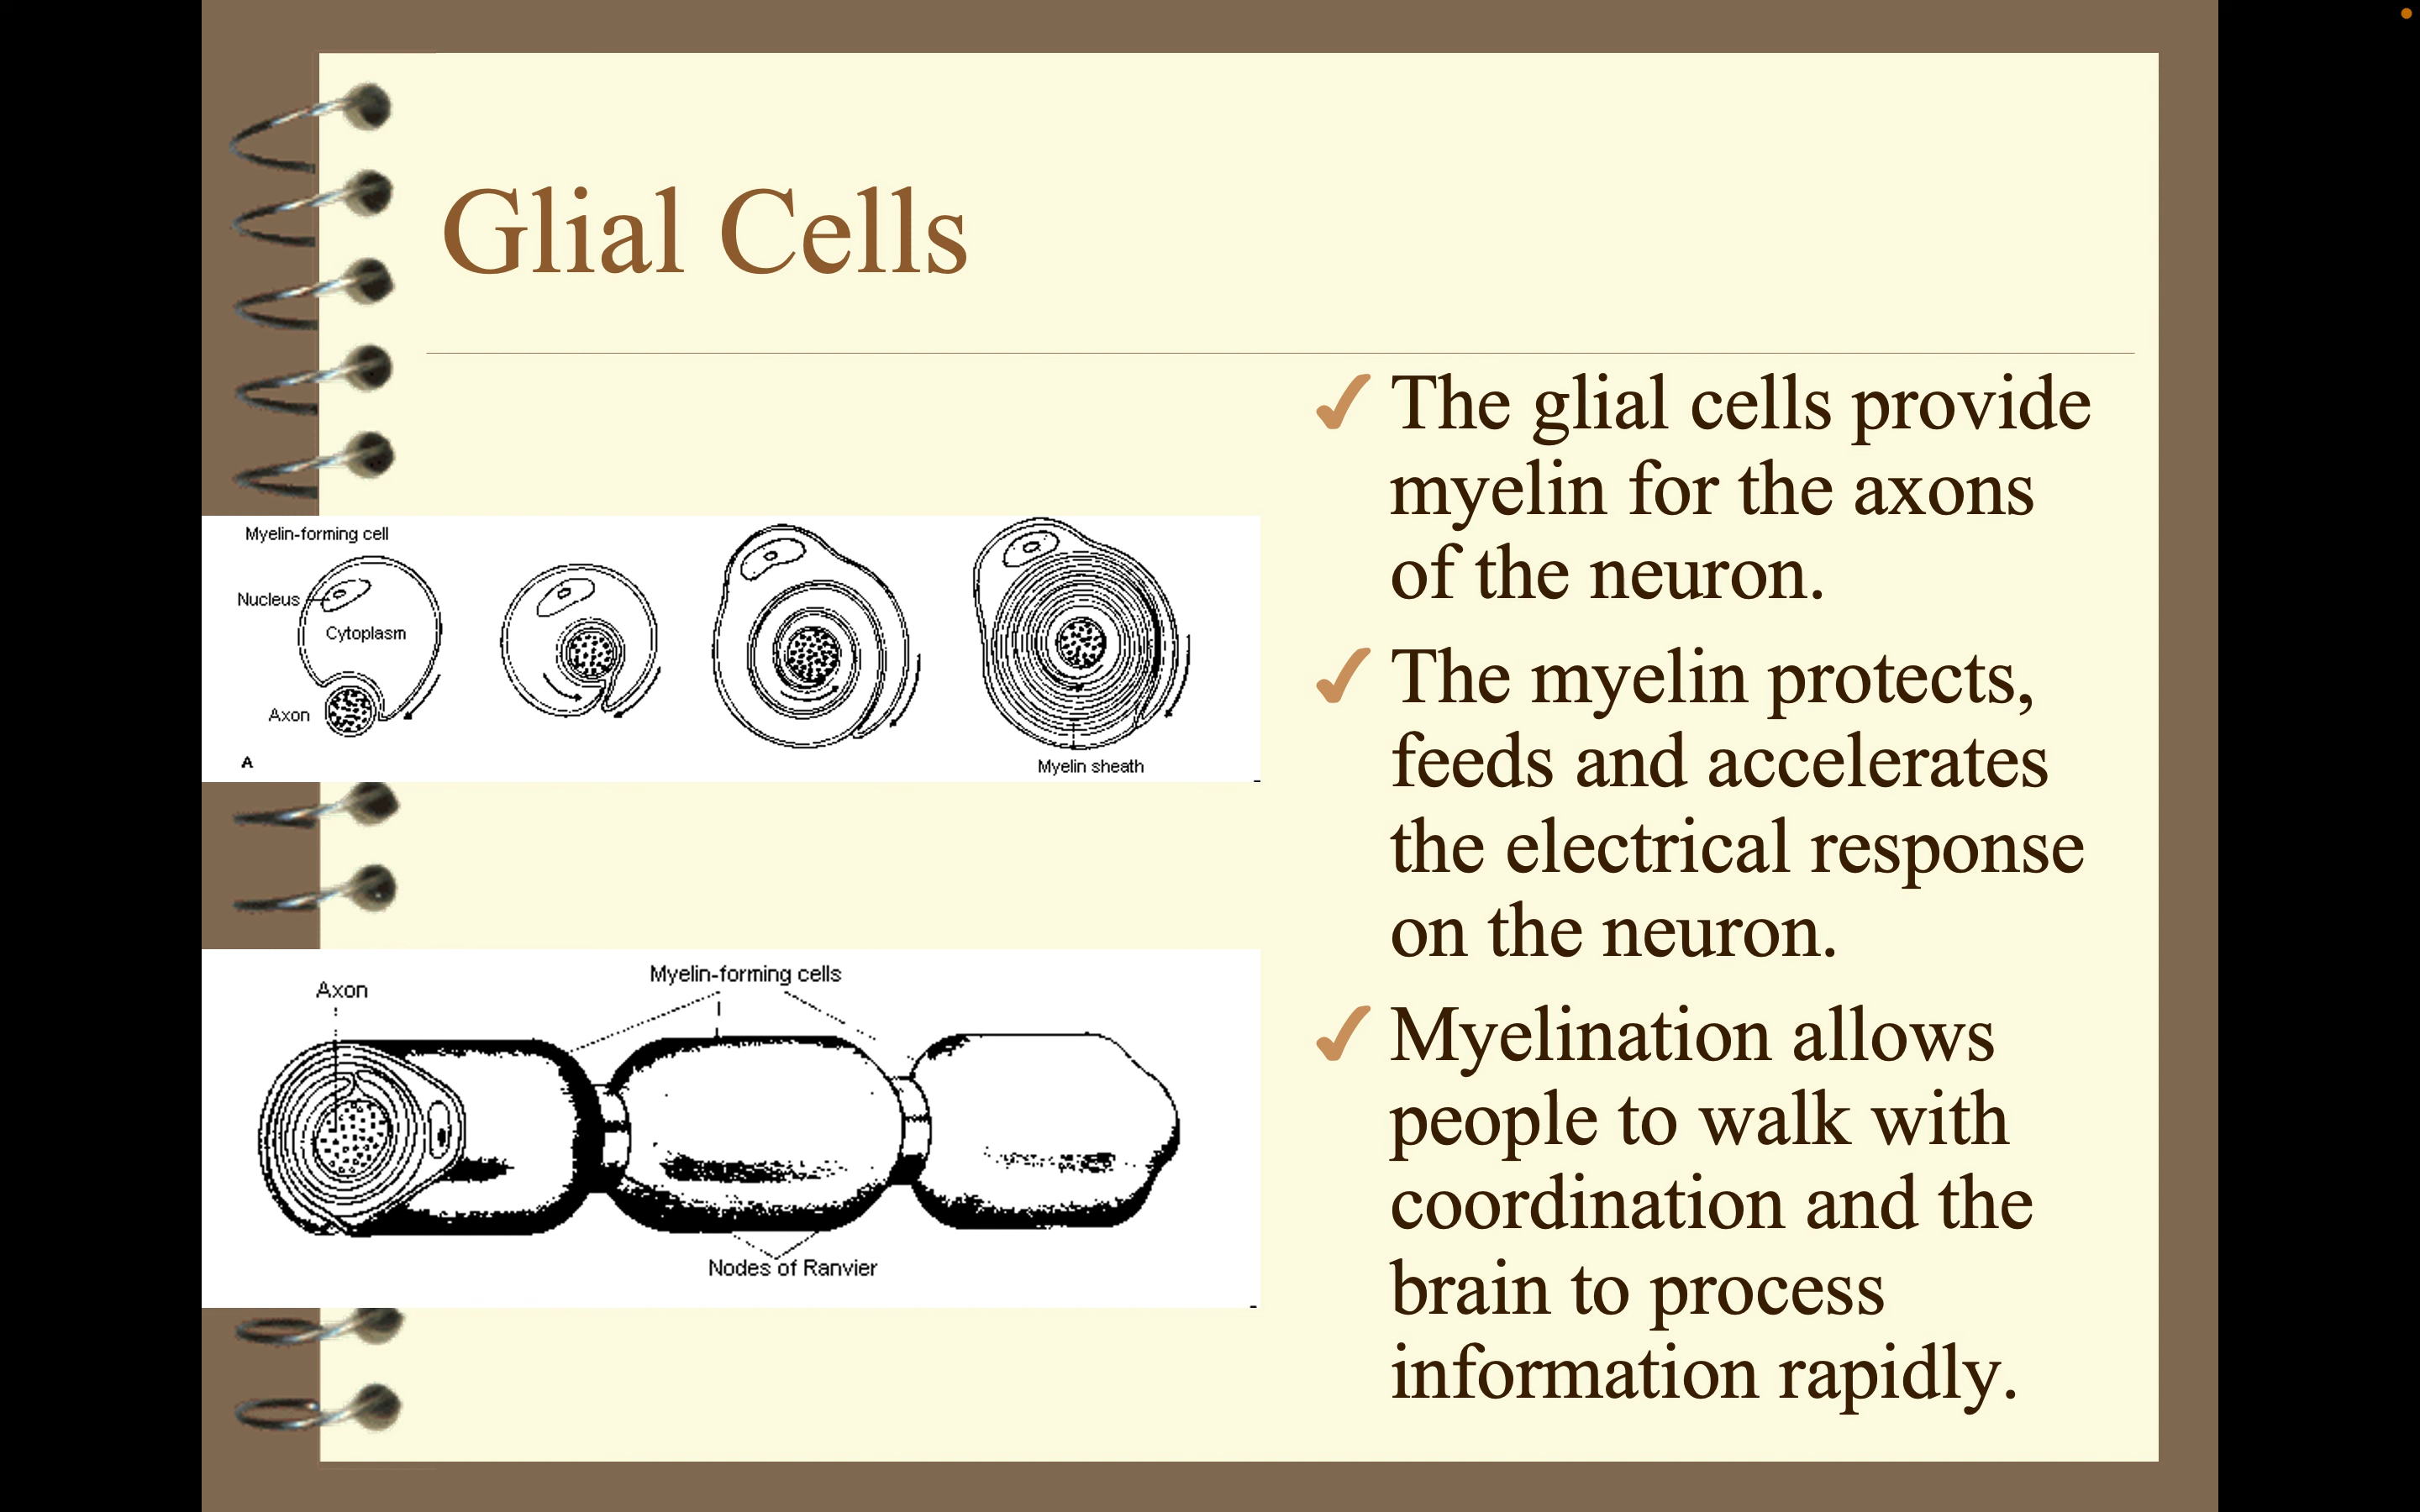 Glial Cells
Myelin-forming cell
Nucleus
Cytoplasm
Axon
A
Myelin sheath
Axon
Myelin-forming cells
Nodes of Ranvier
✓ The glial cells provide
myelin for the axons
of the neuron.
✓ The myelin protects,
feeds and accelerates
the electrical response
on the neuron.
✓ Myelination allows
people to walk with
coordination and the
brain to process
information rapidly.